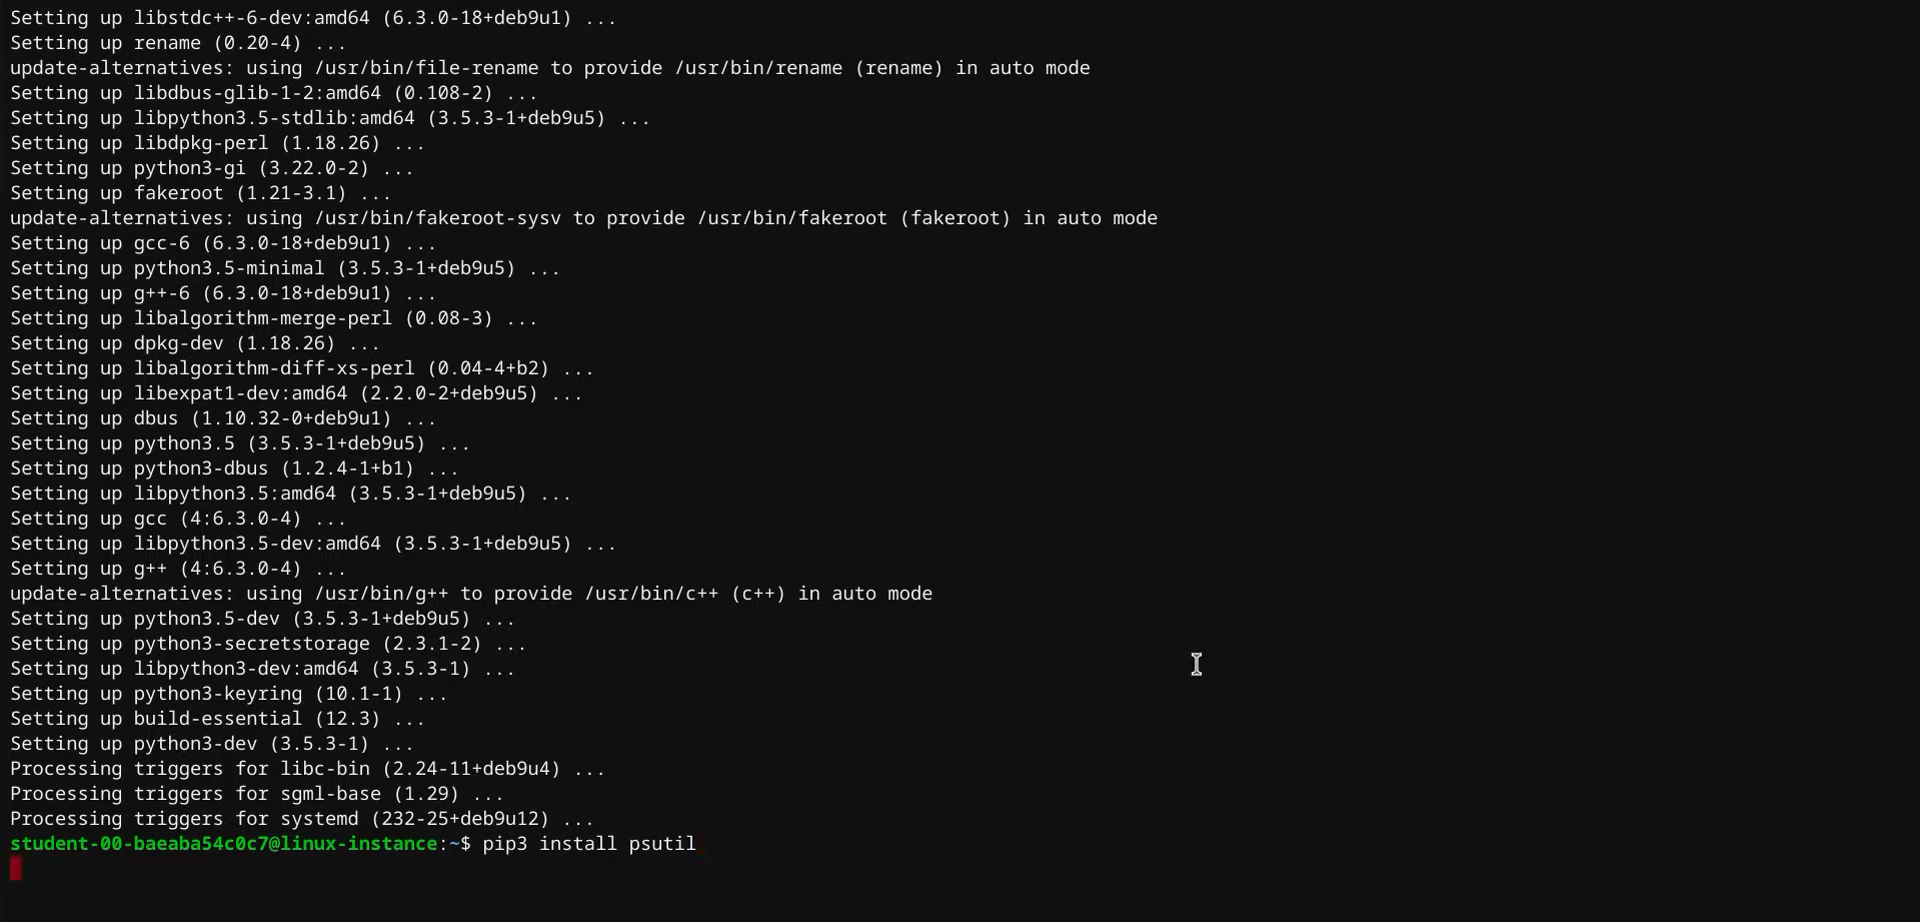 Setting up libstdc++-6-dev:amd64 (6.3.0-18+deb9u1) ...
Setting up rename (0.20-4) ...
update-alternatives: using /usr/bin/file-rename to provide /usr/bin/rename (rename) in auto mode
Setting up libdbus-glib-1-2:amd64 (0.108-2) ...
Setting up libpython3.5-stdlib:amd64 (3.5.3-1+deb9u5) ...
Setting up libdpkg-perl (1.18.26) ...
Setting up python3-gi (3.22.0-2) ...
Setting up fakeroot (1.21-3.1) ...
update-alternatives: using /usr/bin/fakeroot-sysv to provide /usr/bin/fakeroot (fakeroot) in auto mode
Setting up gcc-6 (6.3.0-18+deb9u1) ...
Setting up python3.5-minimal (3.5.3-1+deb9u5) ...
Setting up g++-6 (6.3.0-18+deb9u1) ...
Setting up libalgorithm-merge-perl (0.08-3) ...
Setting up dpkg-dev (1.18.26) ...
Setting up libalgorithm-diff-xs-perl (0.04-4+b2) ...
Setting up libexpat1-dev:amd64 (2.2.0-2+deb9u5) ...
Setting up dbus (1.10.32-0+deb9u1) ...
Setting up python3.5 (3.5.3-1+deb9u5) ...
Setting up python3-dbus (1.2.4-1+b1) ...
Setting up libpython3.5:amd64 (3.5.3-1+deb9u5) ...
Setting up gcc (4:6.3.0-4) ...
Setting up libpython3.5-dev:amd64 (3.5.3-1+deb9u5) ...
Setting up g++ (4:6.3.0-4) ...
update-alternatives: using /usr/bin/g++ to provide /usr/bin/c++ (c++) in auto mode
Setting up python3.5-dev (3.5.3-1+deb9u5) ...
Setting up python3-secretstorage (2.3.1-2) ...
Setting up libpython3-dev:amd64 (3.5.3-1) ...
Setting up python3-keyring (10.1-1) ...
Setting up build-essential (12.3) ...
Setting up python3-dev (3.5.3-1) ...
Processing triggers for libc-bin (2.24-11+deb9u4) ...
Processing triggers for sgml-base (1.29) ...
Processing triggers for systemd (232-25+deb9u12) ...
student-00-baeaba54c0c7@linux-instance:~$ pip3 install psutil